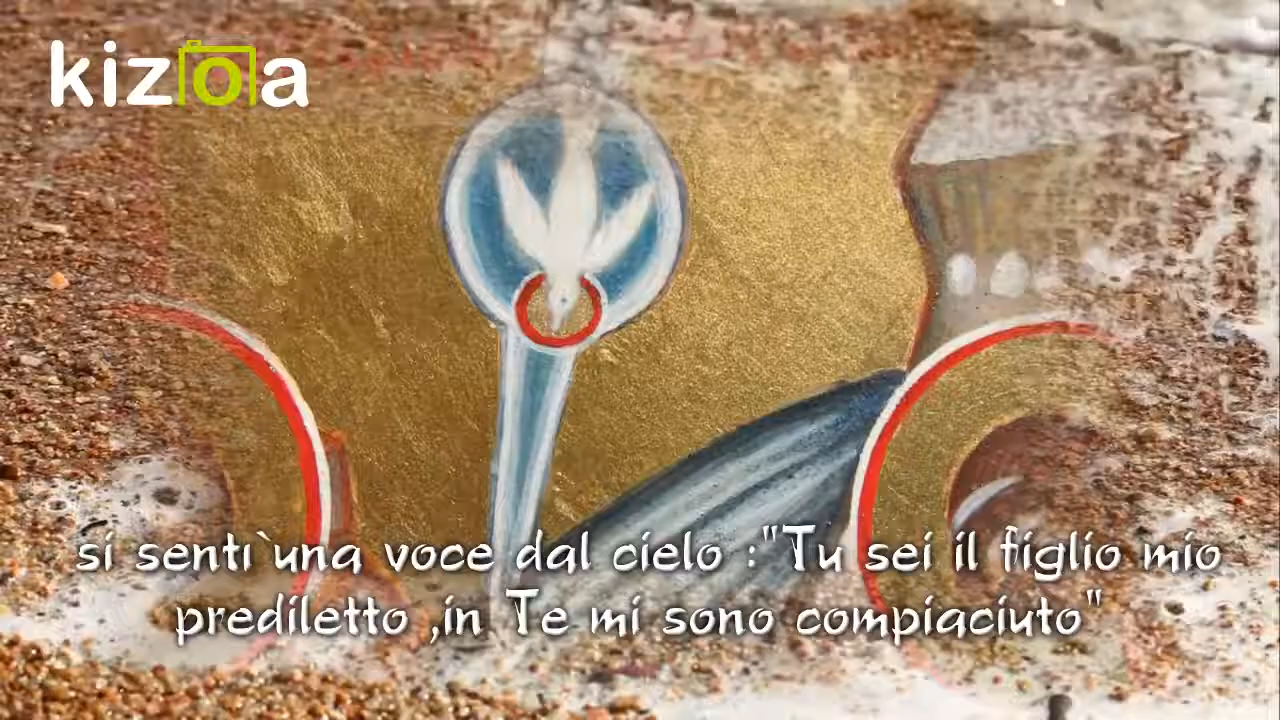 kizoa
si sentì una voce dal cielo :"Tu sei il figlio mio
prediletto ,in Te mi sono compiaciuto"